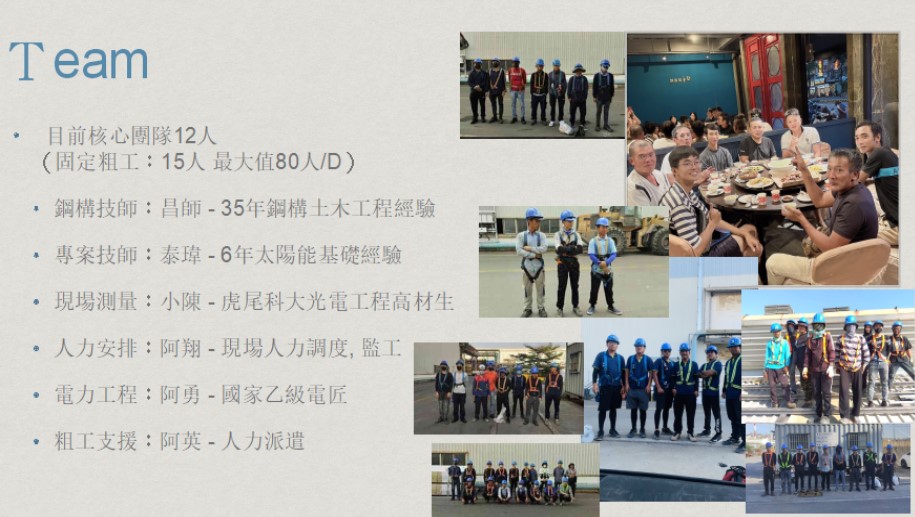 Team
目前核心團隊12人
（固定粗工：15人 最大值80人/D）
鋼構技師：昌師 - 35年鋼構土木工程經驗
專案技師：泰瑋 - 6年太陽能基礎經驗
現場測量：小陳 - 虎尾科大光電工程高材生
人力安排：阿翔 - 現場人力調度, 監工
電力工程：阿勇 - 國家乙級電匠
粗工支援：阿英 - 人力派遣